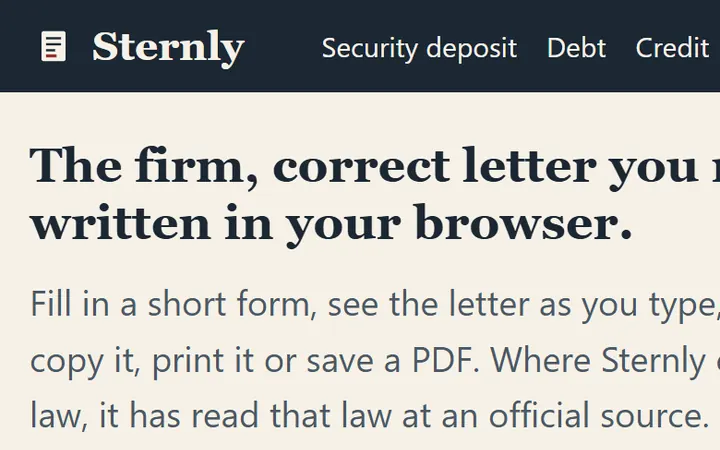 Sternly
Security deposit Debt Credit
The firm, correct letter you
written in your browser.
Fill in a short form, see the letter as you type,
copy it, print it or save a PDF. Where Sternly
law, it has read that law at an official source.